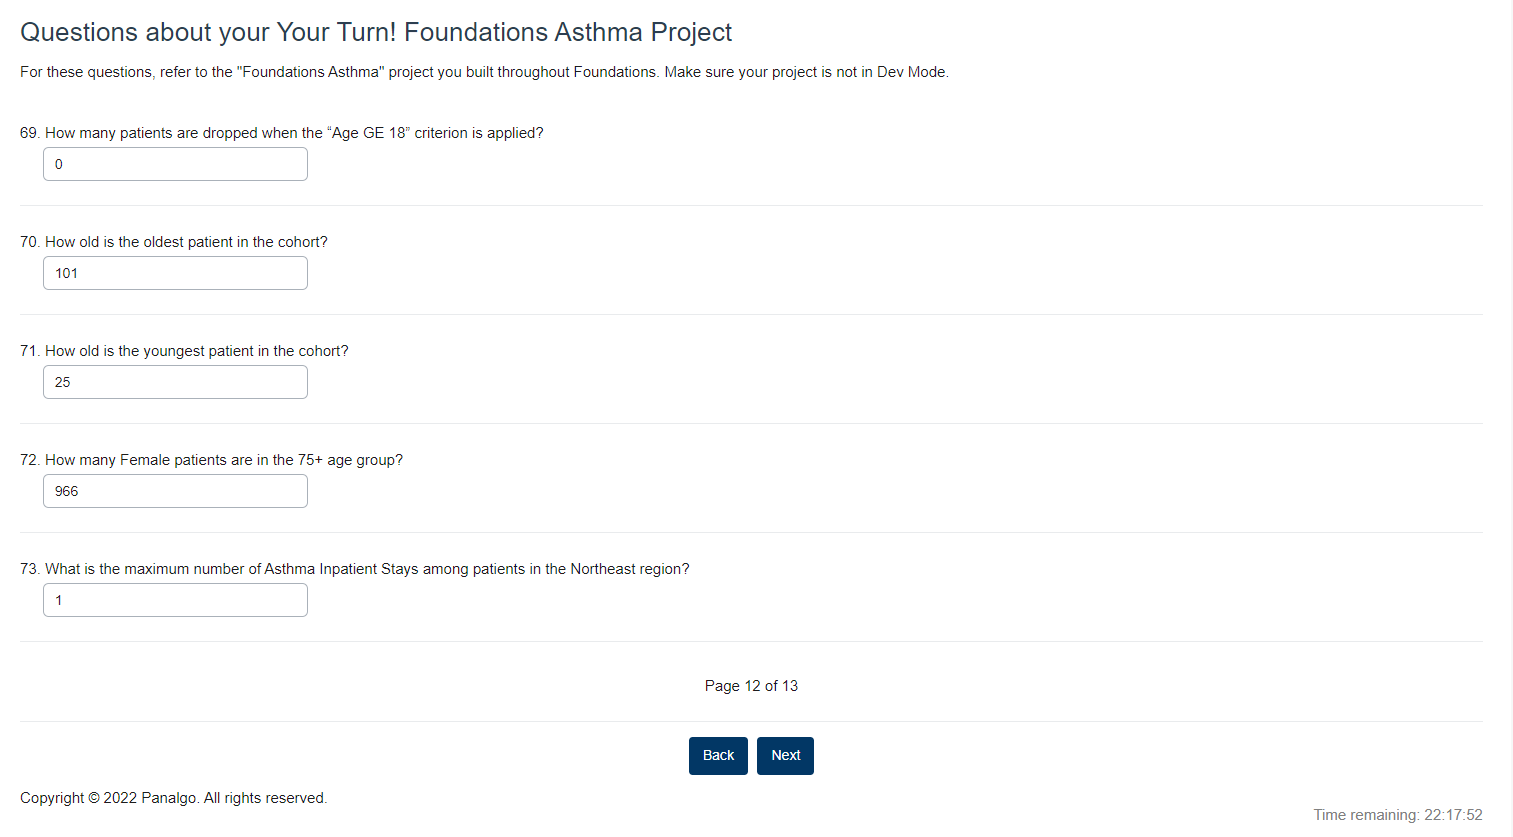 Questions about your Your Turn! Foundations Asthma Project
For these questions, refer to the "Foundations Asthma" project you built throughout Foundations. Make sure your project is not in Dev Mode.
69. How many patients are dropped when the “Age GE 18” criterion is applied?
0
70. How old is the oldest patient in the cohort?
101
71. How old is the youngest patient in the cohort?
25
72. How many Female patients are in the 75+ age group?
966
73. What is the maximum number of Asthma Inpatient Stays among patients in the Northeast region?
1
Page 12 of 13
Back Next
Copyright © 2022 Panalgo. All rights reserved.
Time remaining: 22:17:52